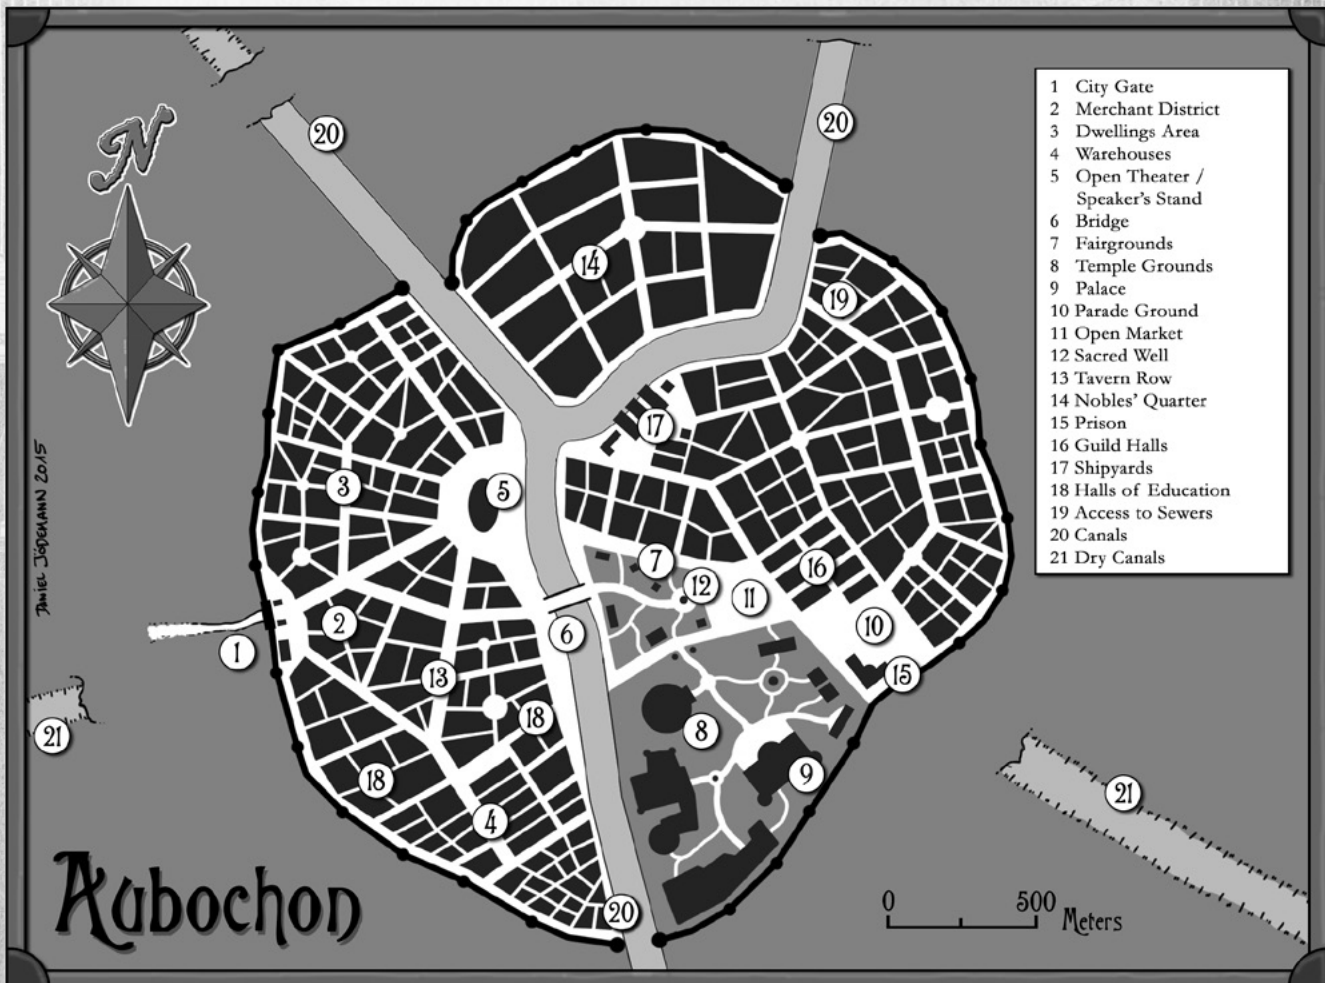 20
20
N
1 City Gate
2 Merchant District
3 Dwellings Area
4 Warehouses
5 Open Theater /
Speaker's Stand
6 Bridge
7 Fairgrounds
8 Temple Grounds
9 Palace
10 Parade Ground
11 Open Market
12 Sacred Well
13 Tavern Row
14 Nobles' Quarter
15 Prison
16 Guild Halls
17 Shipyards
18 Halls of Education
19 Access to Sewers
20 Canals
21 Dry Canals
14
19
17
3
5
7
16
12
11
2
6
10
1
13
15
18
8
21
18
9
21
4
20
Daniel Jödemann 2015
Aubochon
0 500 Meters